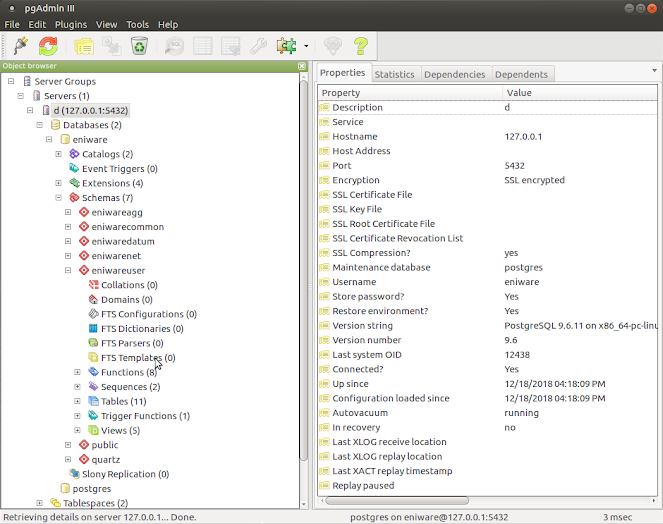 pgAdmin III
File Edit Plugins View Tools Help
Object browser
Server Groups
Servers (1)
d (127.0.0.1:5432)
Databases (2)
eniware
Catalogs (2)
Event Triggers (0)
Extensions (4)
Schemas (7)
eniwareagg
eniwarecommon
eniwaredatum
eniwarenet
eniwareuser
Collations (0)
Domains (0)
FTS Configurations (0)
FTS Dictionaries (0)
FTS Parsers (0)
FTS Templates (0)
Functions (8)
Sequences (2)
Tables (11)
Trigger Functions (1)
Views (5)
public
quartz
Slony Replication (0)
postgres
Tablespaces (2)
Properties Statistics Dependencies Dependents
Property Value
Description d
Service
Hostname 127.0.0.1
Host Address
Port 5432
Encryption SSL encrypted
SSL Certificate File
SSL Key File
SSL Root Certificate File
SSL Certificate Revocation List
SSL Compression? yes
Maintenance database postgres
Username eniware
Store password? Yes
Restore environment? Yes
Version string PostgreSQL 9.6.11 on x86_64-pc-linu
Version number 9.6
Last system OID 12438
Connected? Yes
Up since 12/18/2018 04:18:09 PM
Configuration loaded since 12/18/2018 04:18:09 PM
Autovacuum running
In recovery no
Last XLOG receive location
Last XLOG replay location
Last XACT replay timestamp
Replay paused
Retrieving details on server 127.0.0.1... Done. postgres on eniware@127.0.0.1:5432 3 msec